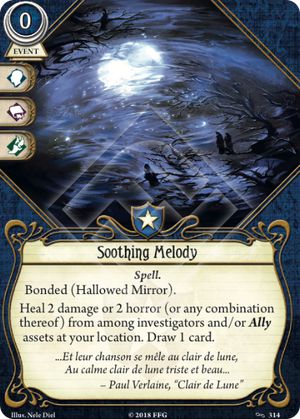 0
EVENT
Soothing Melody
Spell.
Bonded (Hallowed Mirror).
Heal 2 damage or 2 horror (or any combination
thereof) from among investigators and/or Ally
assets at your location. Draw 1 card.
...Et leur chanson se mêle au clair de lune,
Au calme clair de lune triste et beau...
– Paul Verlaine, “Clair de Lune”
Illus. Nele Diel
© 2018 FFG
314